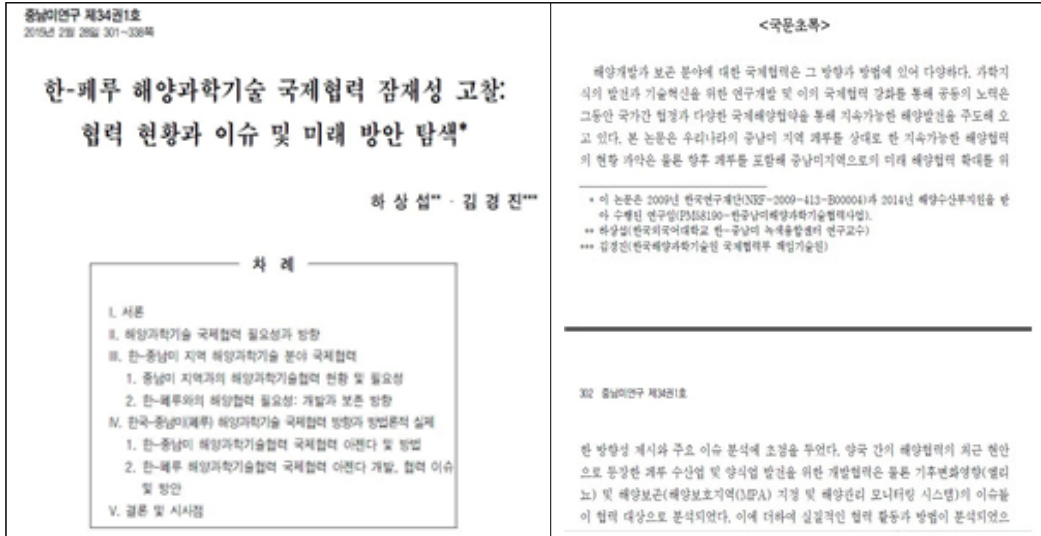 중남미연구 제34권1호
2015년 2월 28일 301~338쪽
한-페루 해양과학기술 국제협력 잠재성 고찰:
협력 현황과 이슈 및 미래 방안 탐색*
하 상 섭** · 김 경 진***
차 례
I. 서론
II. 해양과학기술 국제협력 필요성과 방향
III. 한-중남미 지역 해양과학기술 분야 국제협력
1. 중남미 지역과의 해양과학기술협력 현황 및 필요성
2. 한-페루와의 해양협력 필요성: 개발과 보존 방향
IV. 한국-중남미(페루) 해양과학기술 국제협력 방향과 방법론적 실제
1. 한-중남미 해양과학기술협력 국제협력 아젠다 및 방법
2. 한-페루 해양과학기술협력 국제협력 아젠다 개발, 협력 이슈
및 방안
V. 결론 및 시사점
<국문초록>
해양개발과 보존 분야에 대한 국제협력은 그 방향과 방법에 있어 다양하다. 과학지
식의 발전과 기술혁신을 위한 연구개발 및 이의 국제협력 강화를 통해 공동의 노력은
그동안 국가간 협정과 다양한 국제해양협약을 통해 지속가능한 해양발전을 주도해 오
고 있다. 본 논문은 우리나라의 중남미 지역 페루를 상대로 한 지속가능한 해양협력
의 현황 파악은 물론 향후 페루를 포함해 중남미지역으로의 미래 해양협력 확대를 위
* 이 논문은 2009년 한국연구재단(NRF-2009-413-B00004)과 2014년 해양수산부지원을 받
아 수행된 연구임(PM58190-한중남미해양과학기술협력사업).
** 하상섭(한국외국어대학교 한-중남미 녹색융합센터 연구교수)
*** 김경진(한국해양과학기술원 국제협력부 책임기술원)
302 중남미연구 제34권1호
한 방향성 제시와 주요 이슈 분석에 초점을 두었다. 양국 간의 해양협력의 최근 현안
으로 등장한 페루 수산업 및 양식업 발전을 위한 개발협력은 물론 기후변화영향(엘니
뇨) 및 해양보존(해양보호지역(MPA) 지정 및 해양관리 모니터링 시스템)의 이슈들
이 협력 대상으로 분석되었다. 이에 더하여 실질적인 협력 활동과 방법이 분석되었으